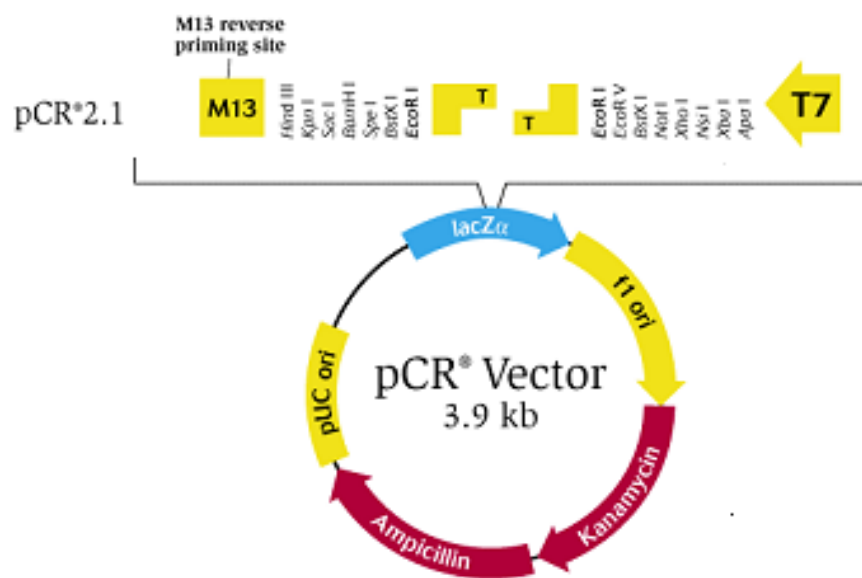 M13 reverse
priming site
pCR®2.1
M13
Hind III
Kpn I
Sac I
BamH I
Spe I
BstX I
EcoR I
T
T
EcoR I
EcoR V
BstX I
Not I
Xho I
Nsi I
Xba I
Apa I
T7
lacZα
f1 ori
Kanamycin
Ampicillin
pUC ori
pCR® Vector
3.9 kb